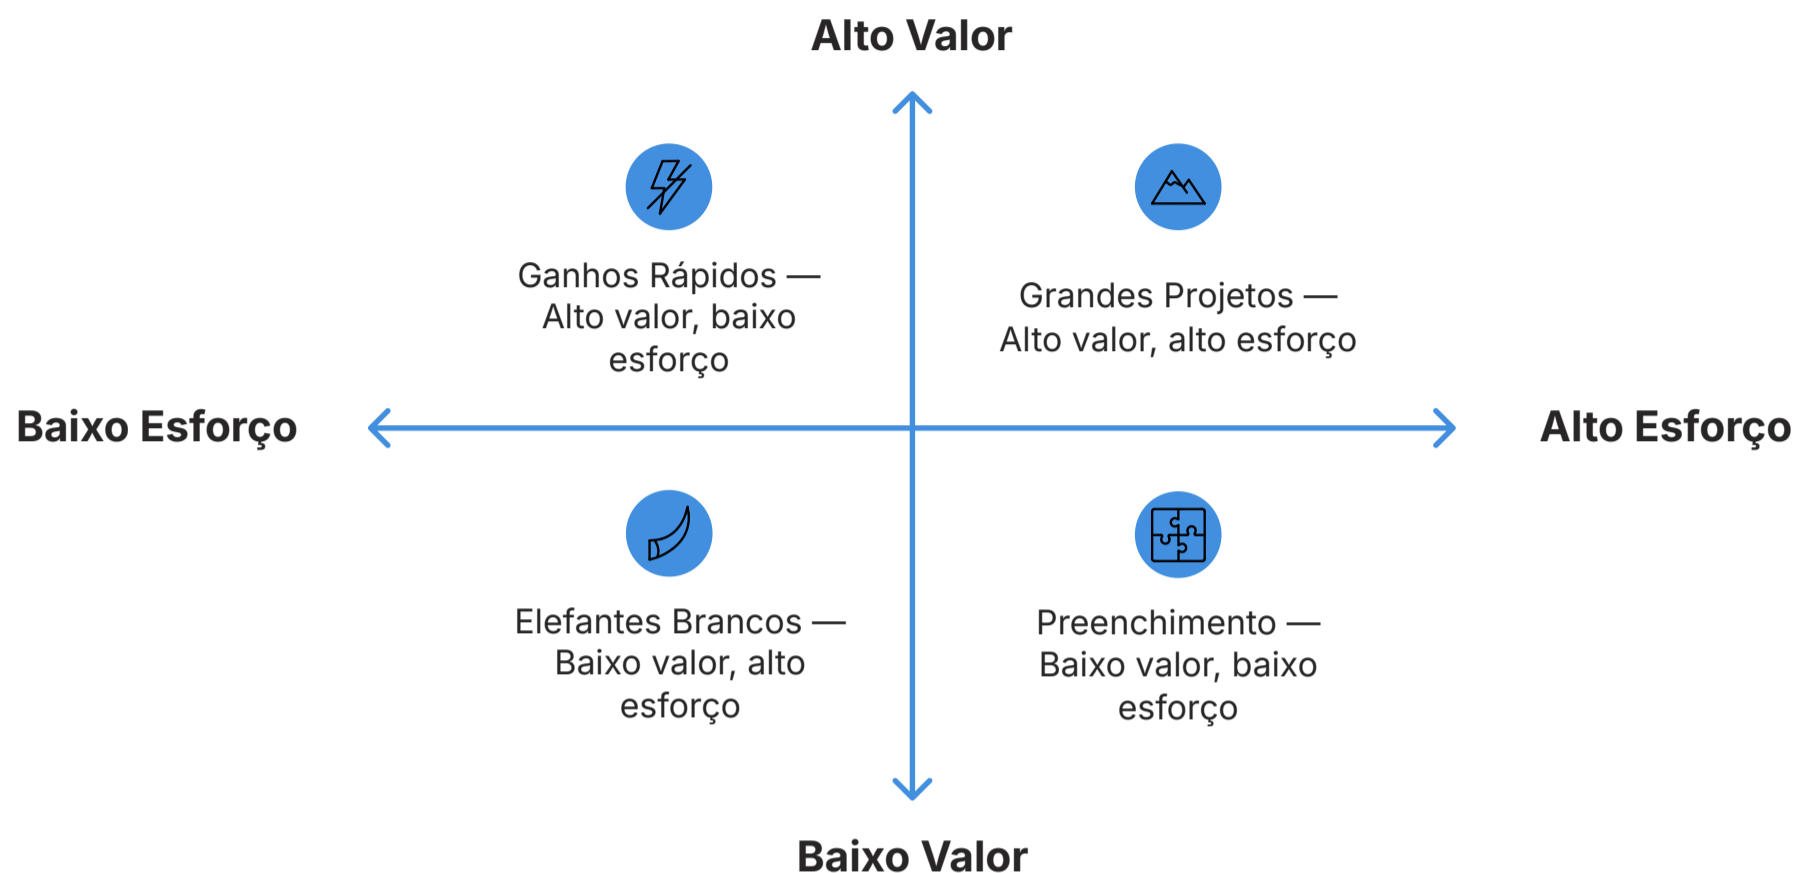 Alto Valor
Ganhos Rápidos —
Alto valor, baixo
esforço
Grandes Projetos —
Alto valor, alto esforço
Baixo Esforço
Alto Esforço
Elefantes Brancos —
Baixo valor, alto
esforço
Preenchimento —
Baixo valor, baixo
esforço
Baixo Valor